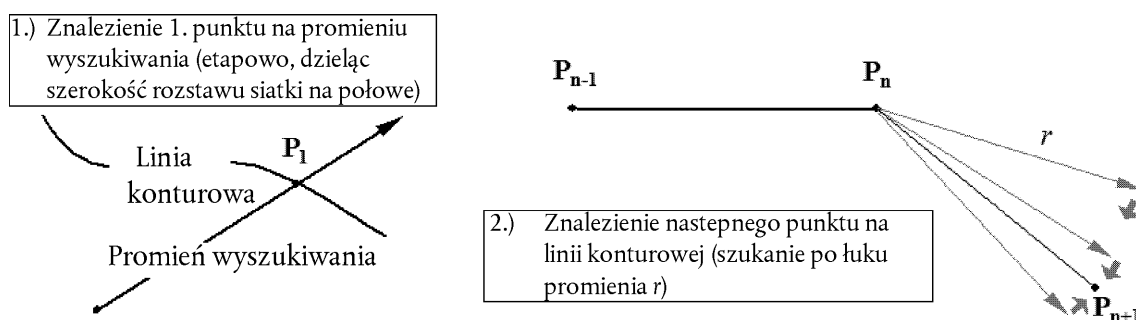 1.) Znalezienie 1. punktu na promieniu
wyszukiwania (etapowo, dzieląc
szerokość rozstawu siatki na połowe)
Linia
konturowa
P1
Promień wyszukiwania
Pn-1
Pn
r
2.) Znalezienie nastepnego punktu na
linii konturowej (szukanie po łuku
promienia r)
Pn+1